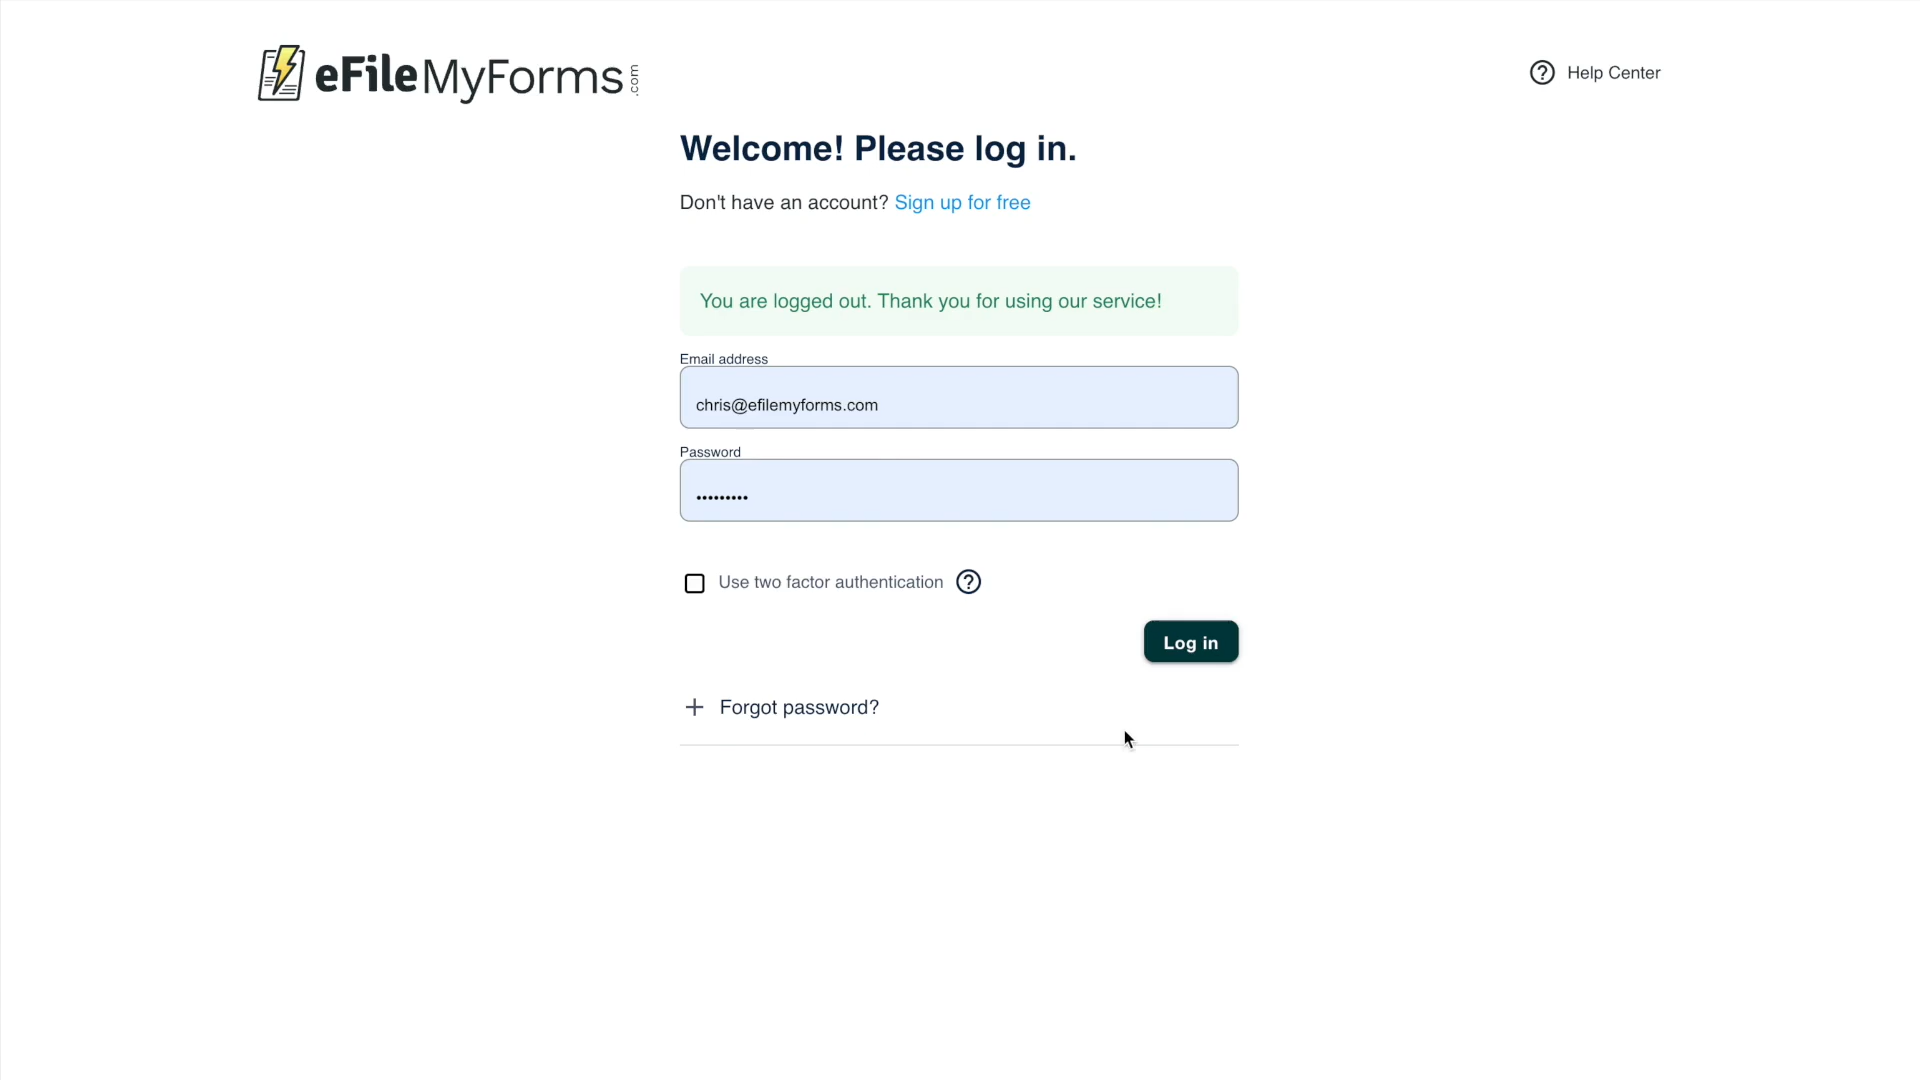 eFileMyForms.com
Help Center
Welcome! Please log in.
Don't have an account? Sign up for free
You are logged out. Thank you for using our service!
Email address
chris@efilemyforms.com
Password
•••••••••
Use two factor authentication
Log in
Forgot password?